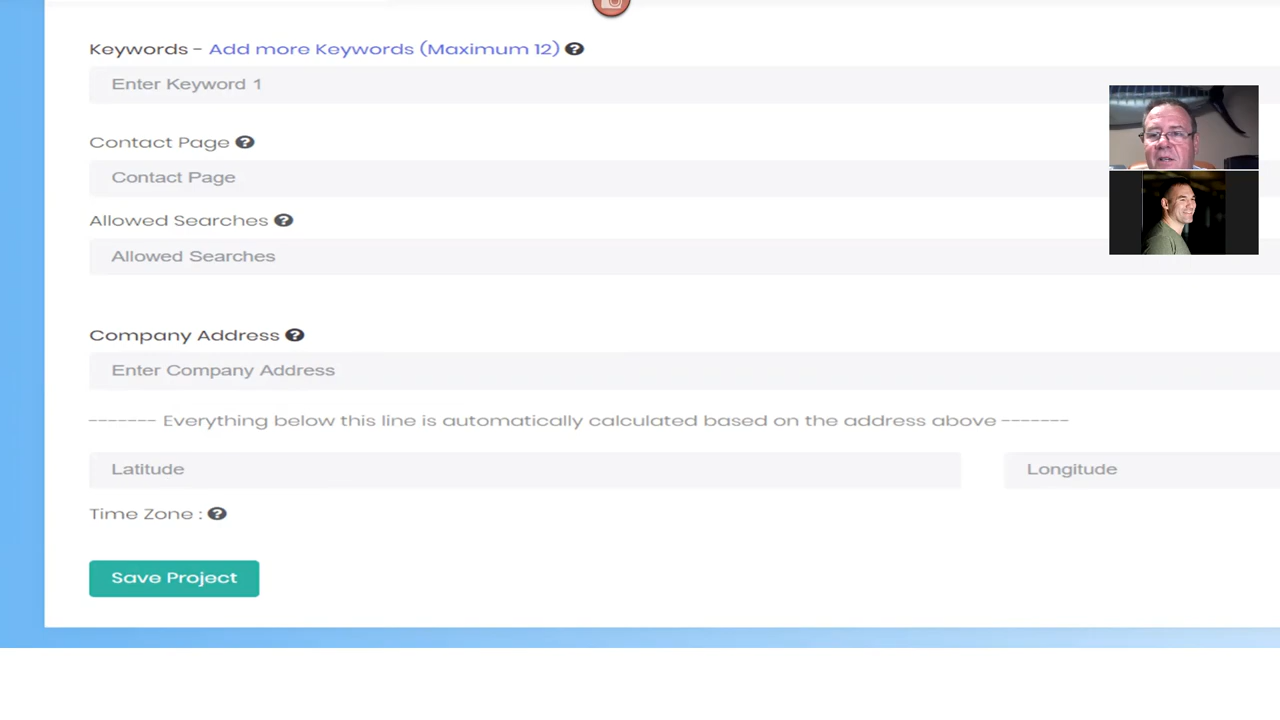 Keywords - Add more Keywords (Maximum 12) ?
Enter Keyword 1
Contact Page ?
Contact Page
Allowed Searches ?
Allowed Searches
Company Address ?
Enter Company Address
------- Everything below this line is automatically calculated based on the address above -------
Latitude Longitude
Time Zone : ?
Save Project